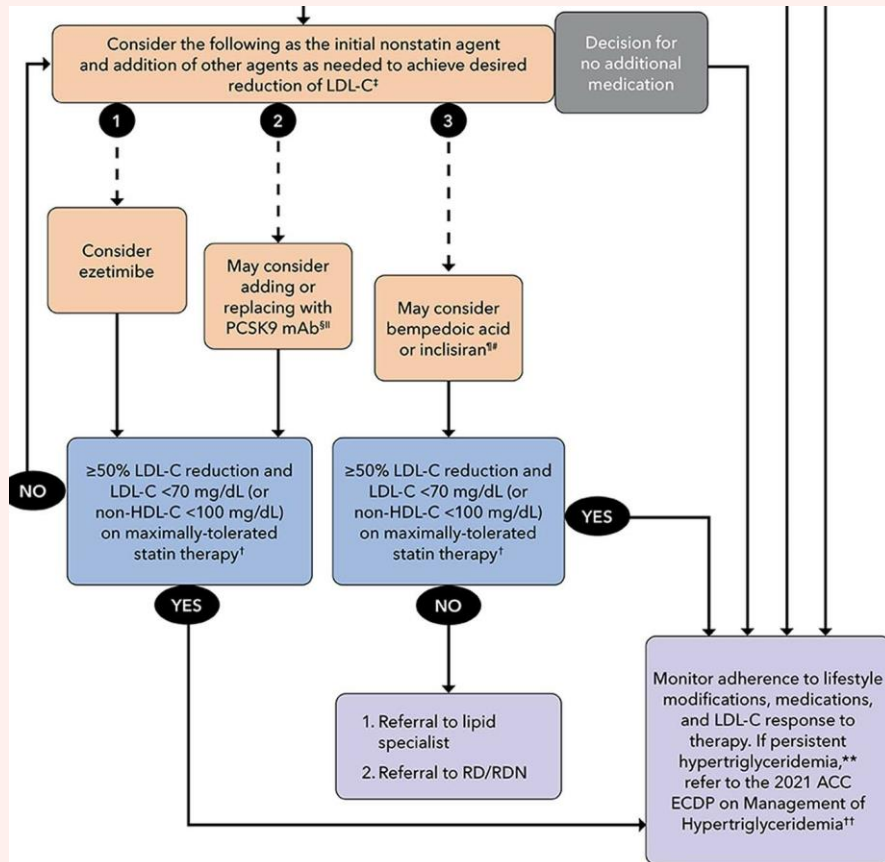 Consider the following as the initial nonstatin agent
and addition of other agents as needed to achieve desired
reduction of LDL-C‡
Decision for
no additional
medication
1
2
3
Consider
ezetimibe
May consider
adding or
replacing with
PCSK9 mAb§||
May consider
bempedoic acid
or inclisiran¶#
NO
≥50% LDL-C reduction and
LDL-C <70 mg/dL (or
non-HDL-C <100 mg/dL)
on maximally-tolerated
statin therapy†
≥50% LDL-C reduction and
LDL-C <70 mg/dL (or
non-HDL-C <100 mg/dL)
on maximally-tolerated
statin therapy†
YES
YES
NO
1. Referral to lipid
specialist
2. Referral to RD/RDN
Monitor adherence to lifestyle
modifications, medications,
and LDL-C response to
therapy. If persistent
hypertriglyceridemia,**
refer to the 2021 ACC
ECDP on Management of
Hypertriglyceridemia††